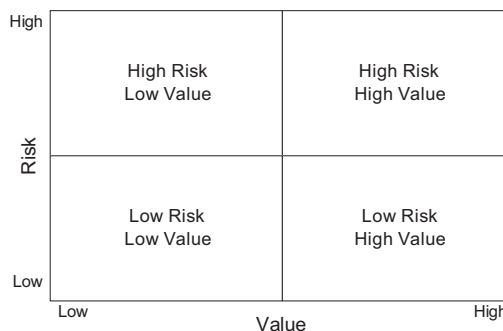 High
High Risk
Low Value
High Risk
High Value
Risk
Low Risk
Low Value
Low Risk
High Value
Low
Low
High
Value